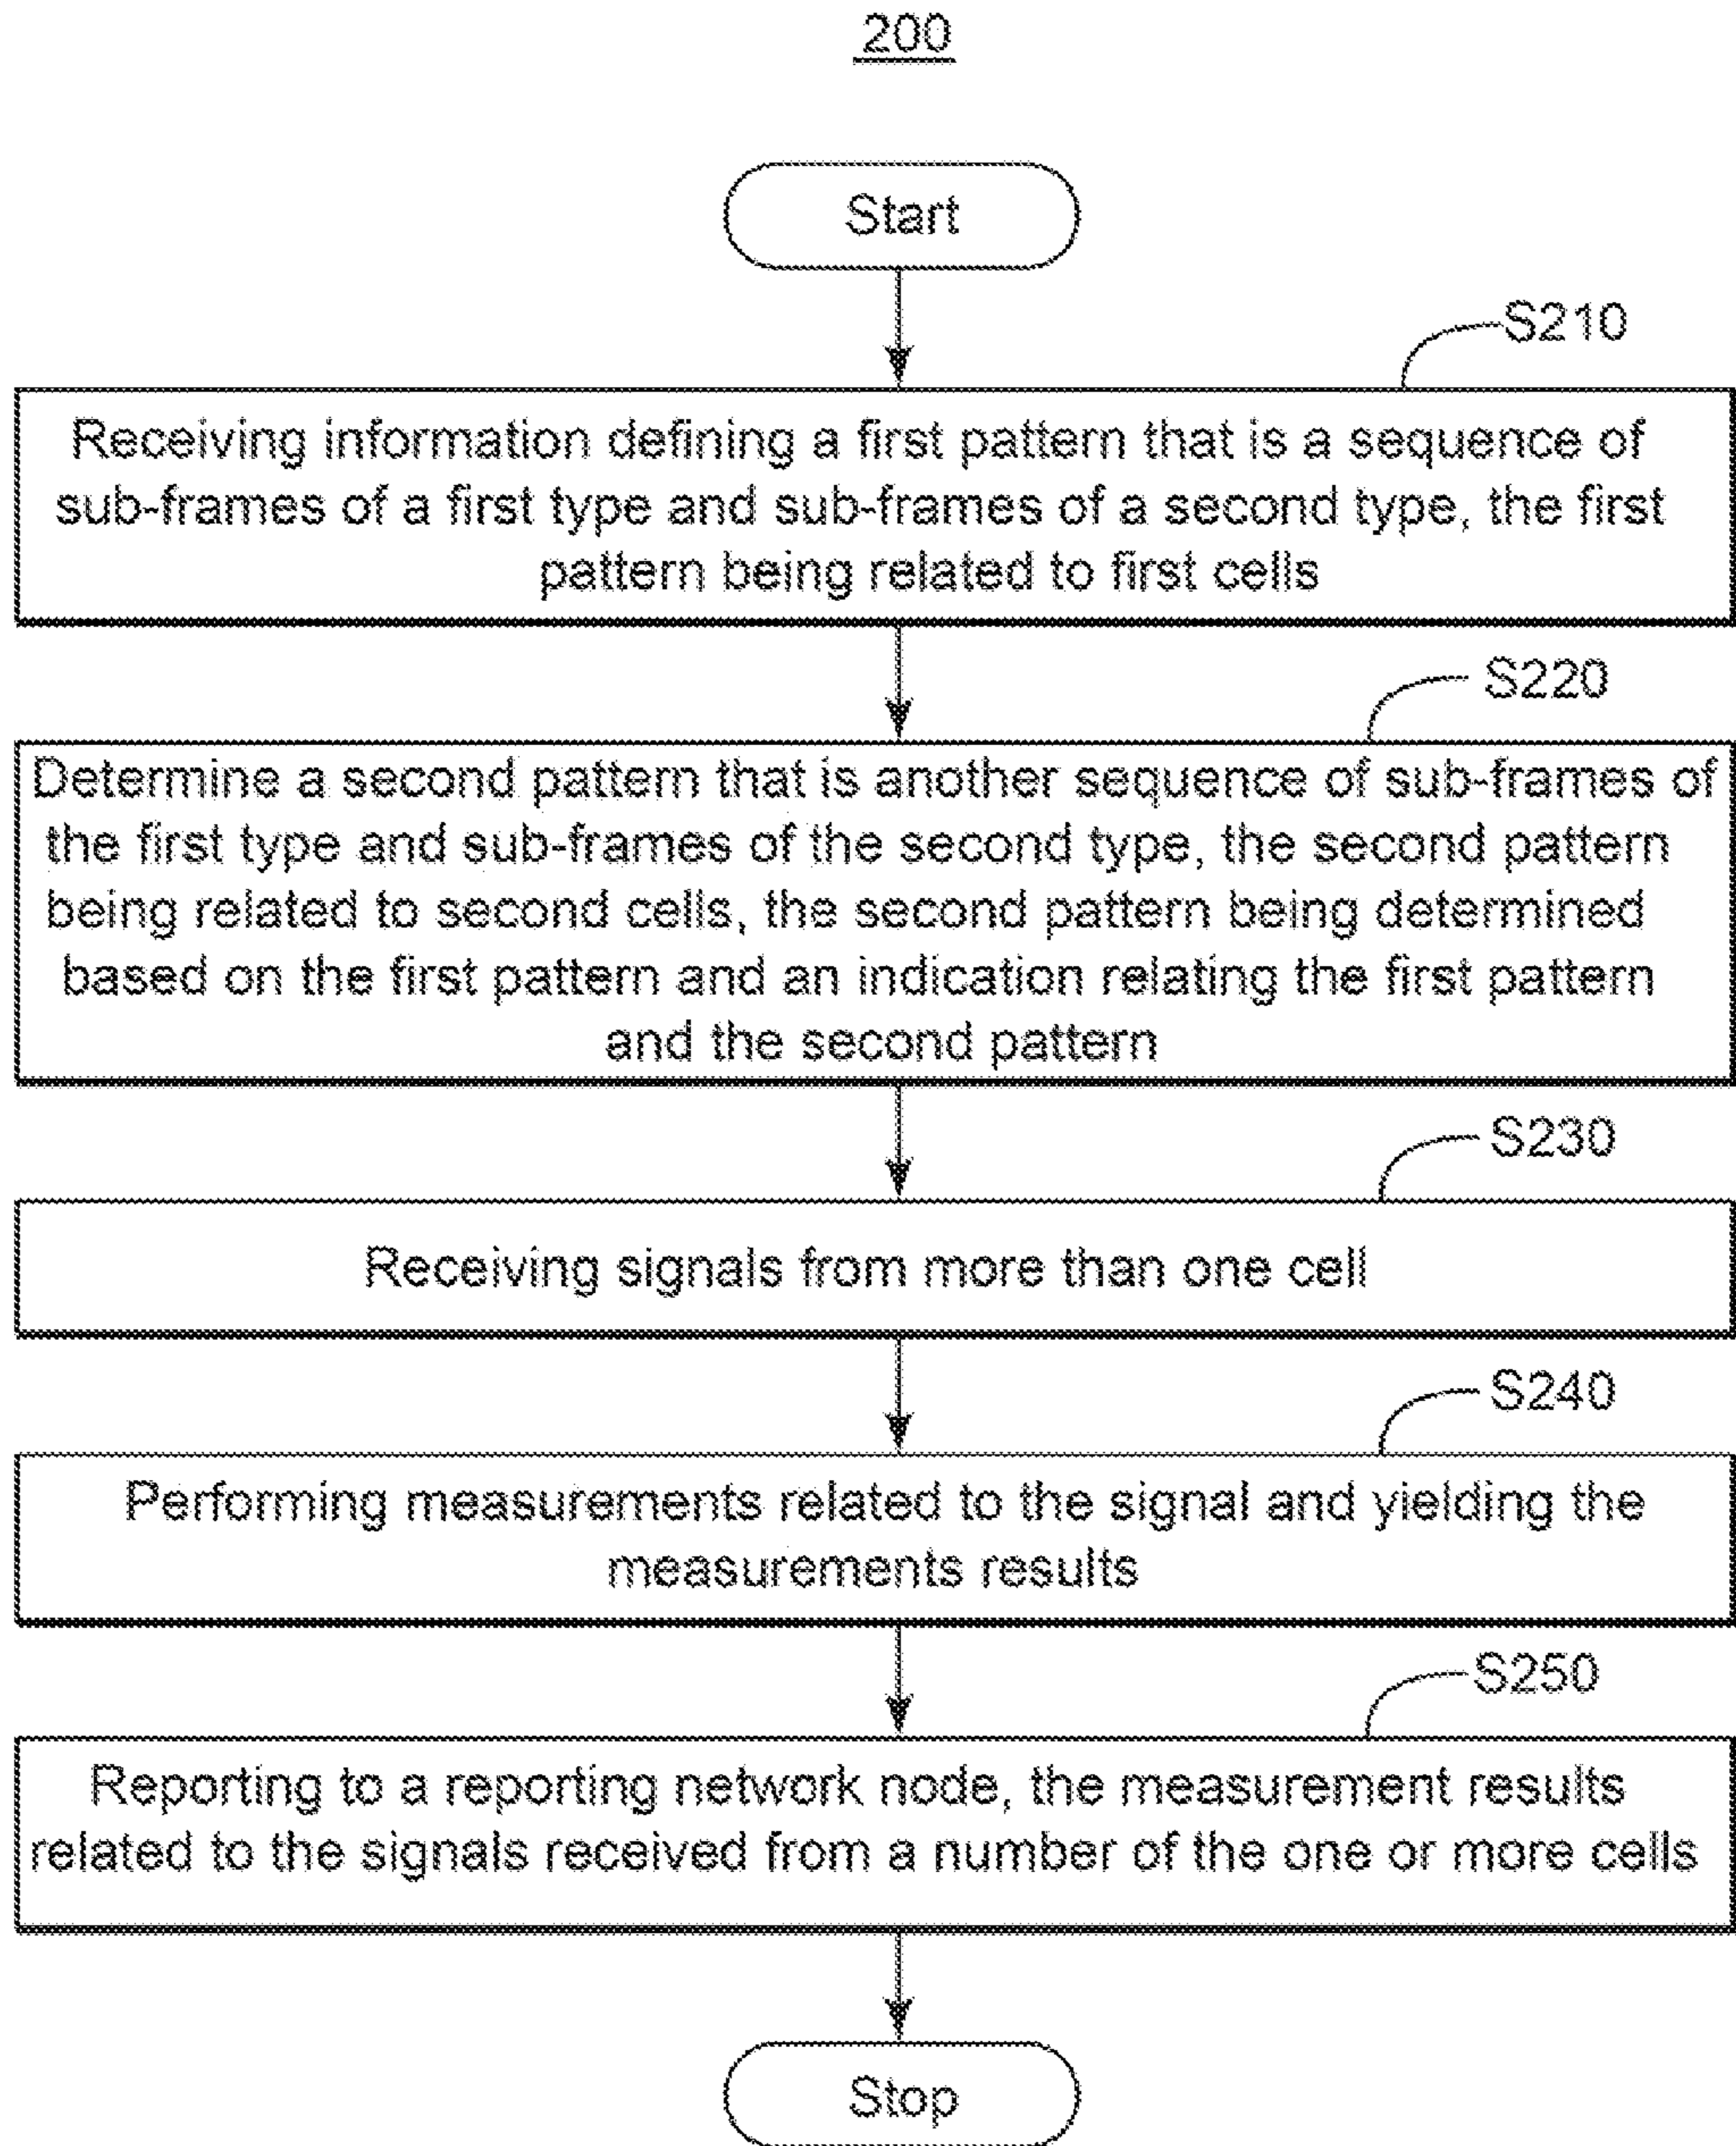 200
Start
S210
Receiving information defining a first pattern that is a sequence of
sub-frames of a first type and sub-frames of a second type, the first
pattern being related to first cells
S220
Determine a second pattern that is another sequence of sub-frames of
the first type and sub-frames of the second type, the second pattern
being related to second cells, the second pattern being determined
based on the first pattern and an indication relating the first pattern
and the second pattern
S230
Receiving signals from more than one cell
S240
Performing measurements related to the signal and yielding the
measurements results
S250
Reporting to a reporting network node, the measurement results
related to the signals received from a number of the one or more cells
Stop